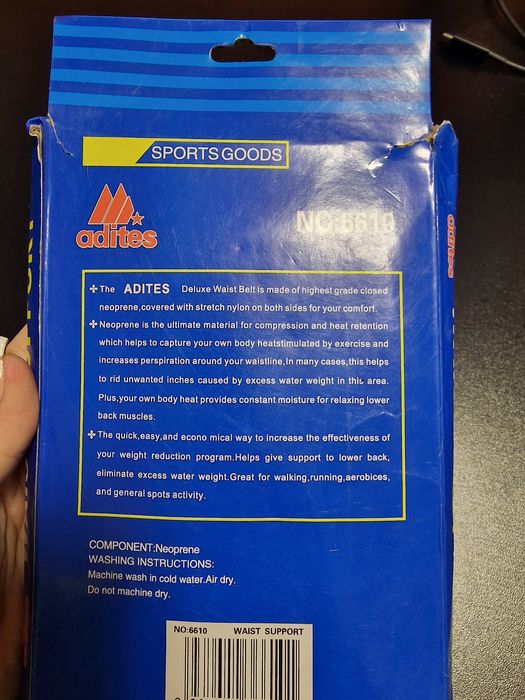 SPORTS GOODS
adites
NO:6610
adites
✤ The ADITES Deluxe Waist Belt is made of highest grade closed
neoprene,covered with stretch nylon on both sides for your comfort.
✤ Neoprene is the ultimate material for compression and heat retention
which helps to capture your own body heatstimulated by exercise and
increases perspiration around your waistline,In many cases,this helps
to rid unwanted inches caused by excess water weight in this area.
Plus,your own body heat provides constant moisture for relaxing lower
back muscles.
✤ The quick,easy,and econo mical way to increase the effectiveness of
your weight reduction program.Helps give support to lower back,
eliminate excess water weight.Great for walking,running,aerobices,
and general spots activity.
COMPONENT:Neoprene
WASHING INSTRUCTIONS:
Machine wash in cold water.Air dry.
Do not machine dry.
NO:6610 WAIST SUPPORT